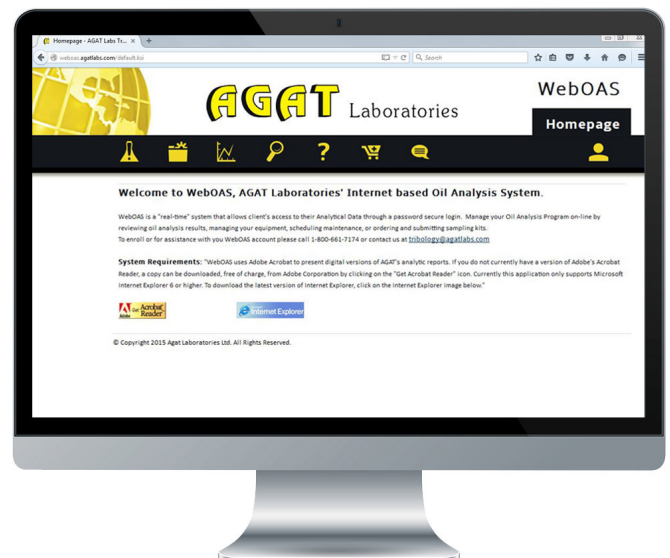 Homepage - AGAT Labs Tr...
weboas.agatlabs.com/default.ksi
Search
AGAT Laboratories
WebOAS
Homepage
?
Welcome to WebOAS, AGAT Laboratories' Internet based Oil Analysis System.
WebOAS is a "real-time" system that allows client's access to their Analytical Data through a password secure login. Manage your Oil Analysis Program on-line by
reviewing oil analysis results, managing your equipment, scheduling maintenance, or ordering and submitting sampling kits.
To enroll or for assistance with you WebOAS account please call 1-800-661-7174 or contact us at tribology@agatlabs.com
System Requirements: "WebOAS uses Adobe Acrobat to present digital versions of AGAT's analytic reports. If you do not currently have a version of Adobe's Acrobat
Reader, a copy can be downloaded, free of charge, from Adobe Corporation by clicking on the "Get Acrobat Reader" icon. Currently this application only supports Microsoft
Internet Explorer 6 or higher. To download the latest version of Internet Explorer, click on the Internet Explorer image below."
Adobe Get Acrobat Reader
Internet Explorer
© Copyright 2015 Agat Laboratories Ltd. All Rights Reserved.